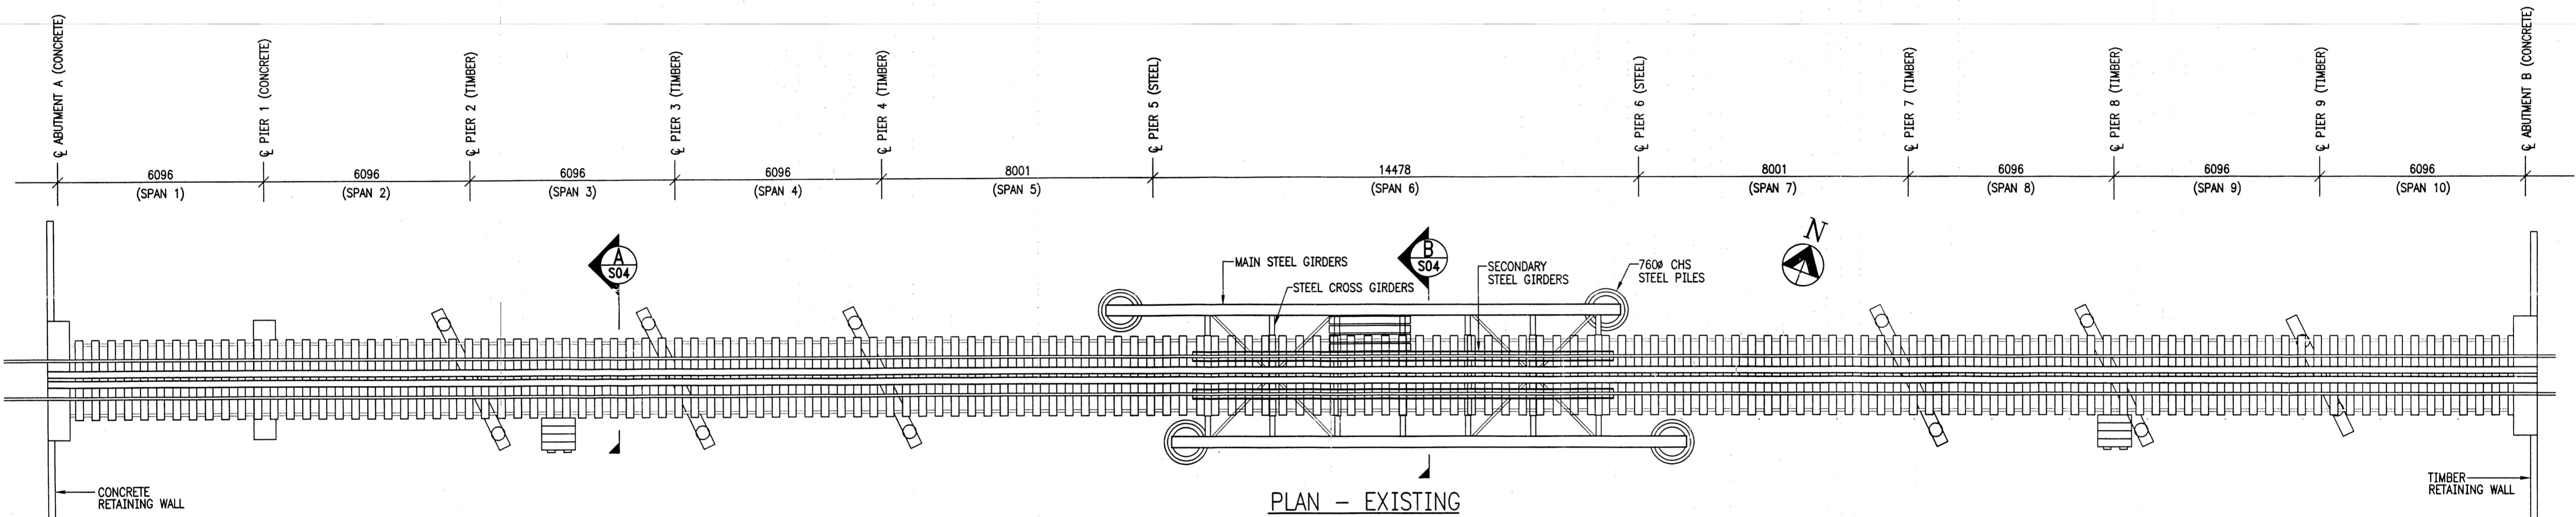 ℄ ABUTMENT A (CONCRETE)
℄ PIER 1 (CONCRETE)
℄ PIER 2 (TIMBER)
℄ PIER 3 (TIMBER)
℄ PIER 4 (TIMBER)
℄ PIER 5 (STEEL)
℄ PIER 6 (STEEL)
℄ PIER 7 (TIMBER)
℄ PIER 8 (TIMBER)
℄ PIER 9 (TIMBER)
℄ ABUTMENT B (CONCRETE)
6096
(SPAN 1)
6096
(SPAN 2)
6096
(SPAN 3)
6096
(SPAN 4)
8001
(SPAN 5)
14478
(SPAN 6)
8001
(SPAN 7)
6096
(SPAN 8)
6096
(SPAN 9)
6096
(SPAN 10)
A
S04
MAIN STEEL GIRDERS
STEEL CROSS GIRDERS
B
S04
SECONDARY
STEEL GIRDERS
760ø CHS
STEEL PILES
N
CONCRETE
RETAINING WALL
TIMBER
RETAINING WALL
PLAN – EXISTING